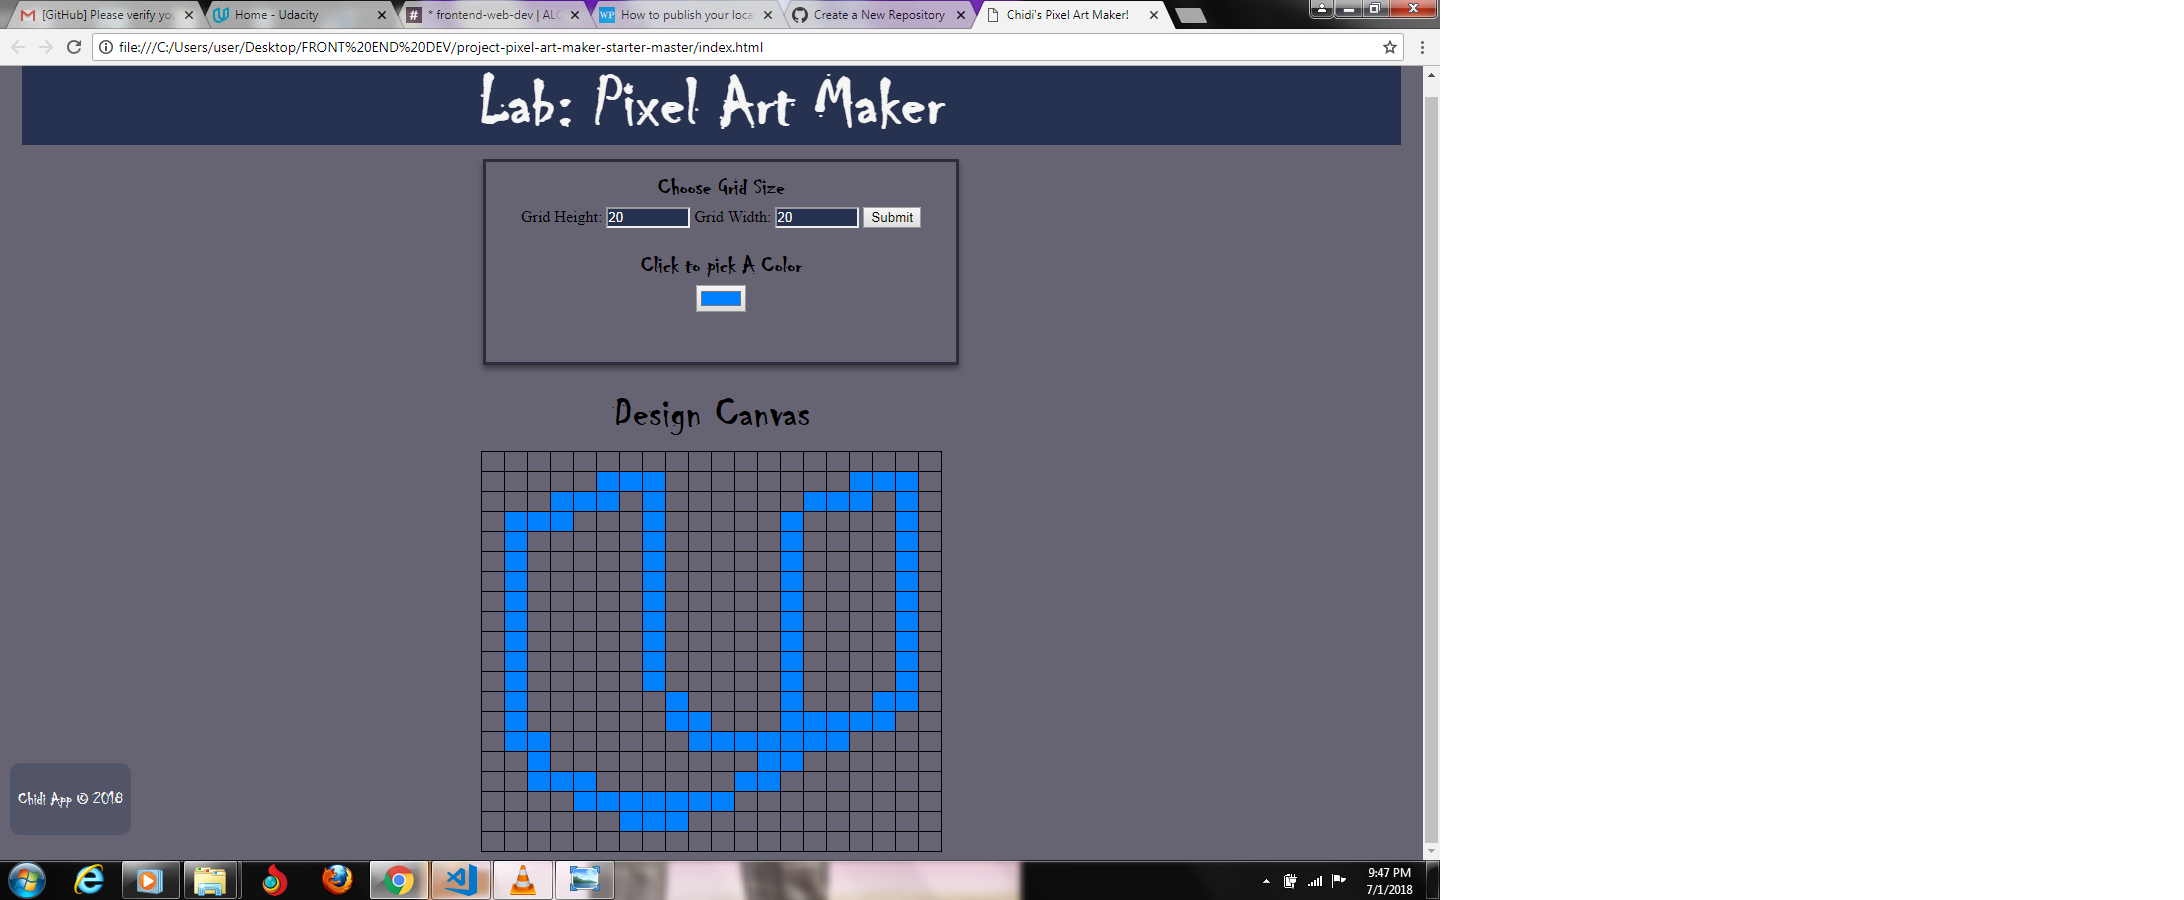 [GitHub] Please verify you
Home - Udacity
* frontend-web-dev | ALC
How to publish your loca
Create a New Repository
Chidi's Pixel Art Maker!
file:///C:/Users/user/Desktop/FRONT%20END%20DEV/project-pixel-art-maker-starter-master/index.html
Lab: Pixel Art Maker
Choose Grid Size
Grid Height: 20 Grid Width: 20 Submit
Click to pick A Color
Design Canvas
Chidi App © 2018
9:47 PM
7/1/2018